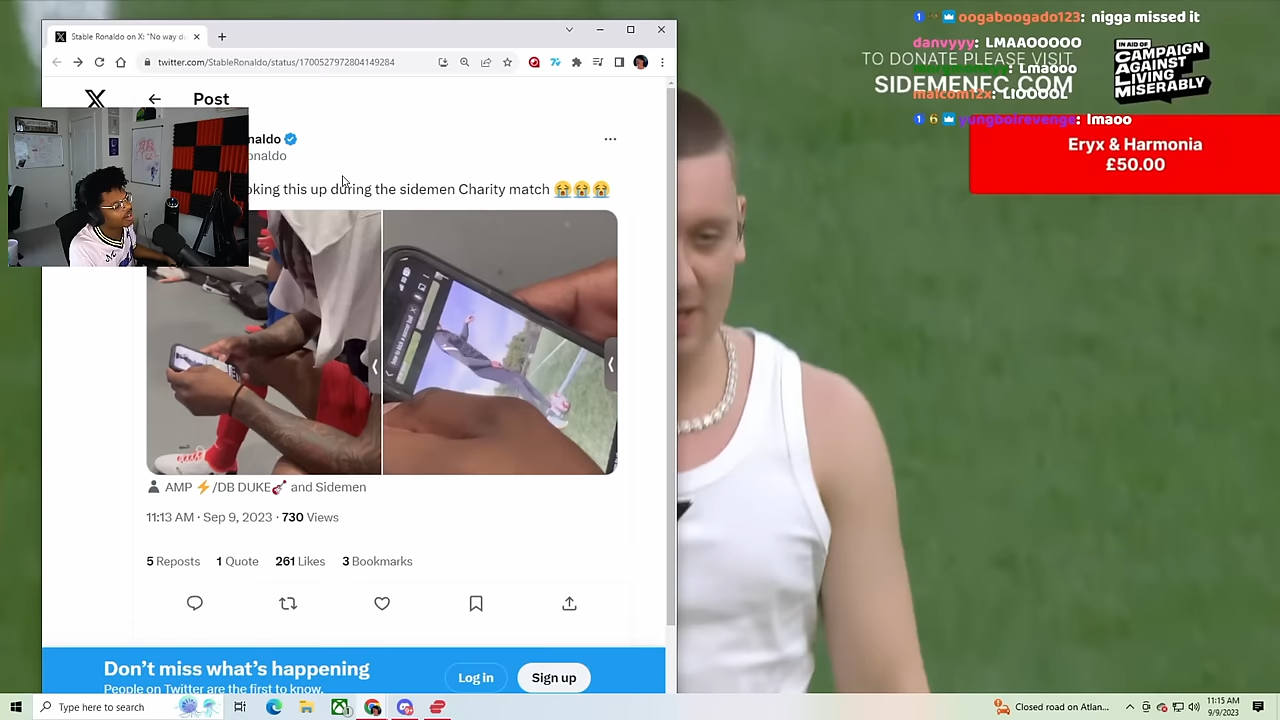 Stable Ronaldo on X: "No way d
twitter.com/StableRonaldo/status/1700527972804149284
Post
naldo
onaldo
oking this up during the sidemen Charity match 😭😭😭
AMP ⚡/DB DUKE🎸 and Sidemen
11:13 AM · Sep 9, 2023 · 730 Views
5 Reposts 1 Quote 261 Likes 3 Bookmarks
Don't miss what's happening
People on Twitter are the first to know.
Log in
Sign up
oogaboogado123: nigga missed it
danvyyy: LMAAOOOOO
Lmaooo
malcom12x: LIOOOOL
yungboirevenge: lmaoo
TO DONATE PLEASE VISIT
SIDEMENFC.COM
IN AID OF
CAMPAIGN
AGAINST
LIVING
MISERABLY
Eryx & Harmonia
£50.00
Type here to search
Closed road on Atlan...
11:15 AM
9/9/2023